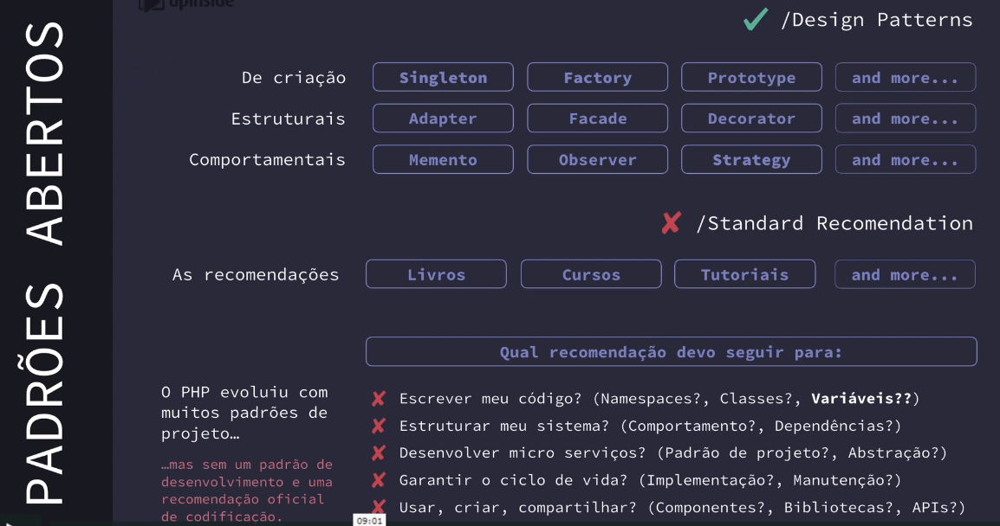 upinside
PADRÕES ABERTOS
/Design Patterns
De criação Singleton Factory Prototype and more...
Estruturais Adapter Facade Decorator and more...
Comportamentais Memento Observer Strategy and more...
/Standard Recomendation
As recomendações Livros Cursos Tutoriais and more...
Qual recomendação devo seguir para:
O PHP evoluiu com
muitos padrões de
projeto…
…mas sem um padrão de
desenvolvimento e uma
recomendação oficial
de codificação.
Escrever meu código? (Namespaces?, Classes?, Variáveis??)
Estruturar meu sistema? (Comportamento?, Dependências?)
Desenvolver micro serviços? (Padrão de projeto?, Abstração?)
Garantir o ciclo de vida? (Implementação?, Manutenção?)
Usar, criar, compartilhar? (Componentes?, Bibliotecas?, APIs?)
09:01